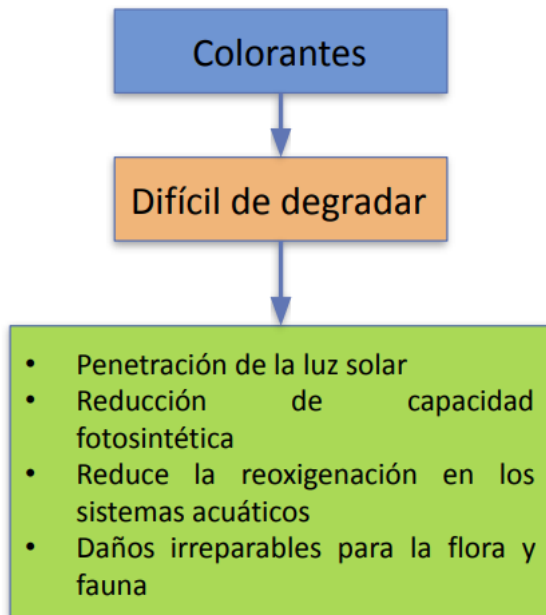 Colorantes
Difícil de degradar
• Penetración de la luz solar
• Reducción de capacidad
fotosintética
• Reduce la reoxigenación en los
sistemas acuáticos
• Daños irreparables para la flora y
fauna